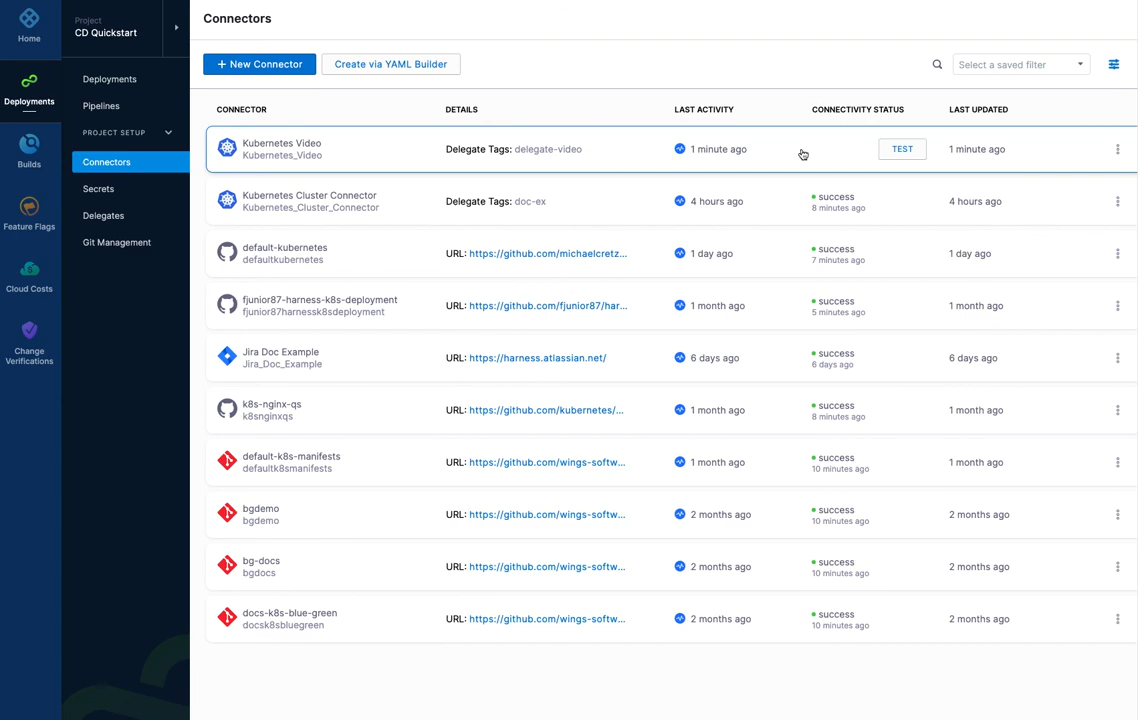 Home
Deployments
Builds
Feature Flags
Cloud Costs
Change
Verifications
Project
CD Quickstart
Deployments
Pipelines
PROJECT SETUP
Connectors
Secrets
Delegates
Git Management
Connectors
+ New Connector
Create via YAML Builder
Select a saved filter
CONNECTOR DETAILS LAST ACTIVITY CONNECTIVITY STATUS LAST UPDATED
Kubernetes Video
Kubernetes_Video
Delegate Tags: delegate-video
1 minute ago
TEST
1 minute ago
Kubernetes Cluster Connector
Kubernetes_Cluster_Connector
Delegate Tags: doc-ex
4 hours ago
success
8 minutes ago
4 hours ago
default-kubernetes
defaultkubernetes
URL: https://github.com/michaelcretz...
1 day ago
success
7 minutes ago
1 day ago
fjunior87-harness-k8s-deployment
fjunior87harnessk8sdeployment
URL: https://github.com/fjunior87/har...
1 month ago
success
5 minutes ago
1 month ago
Jira Doc Example
Jira_Doc_Example
URL: https://harness.atlassian.net/
6 days ago
success
6 days ago
6 days ago
k8s-nginx-qs
k8snginxqs
URL: https://github.com/kubernetes/...
1 month ago
success
8 minutes ago
1 month ago
default-k8s-manifests
defaultk8smanifests
URL: https://github.com/wings-softw...
1 month ago
success
10 minutes ago
1 month ago
bgdemo
bgdemo
URL: https://github.com/wings-softw...
2 months ago
success
10 minutes ago
2 months ago
bg-docs
bgdocs
URL: https://github.com/wings-softw...
2 months ago
success
10 minutes ago
2 months ago
docs-k8s-blue-green
docsk8sbluegreen
URL: https://github.com/wings-softw...
2 months ago
success
10 minutes ago
2 months ago